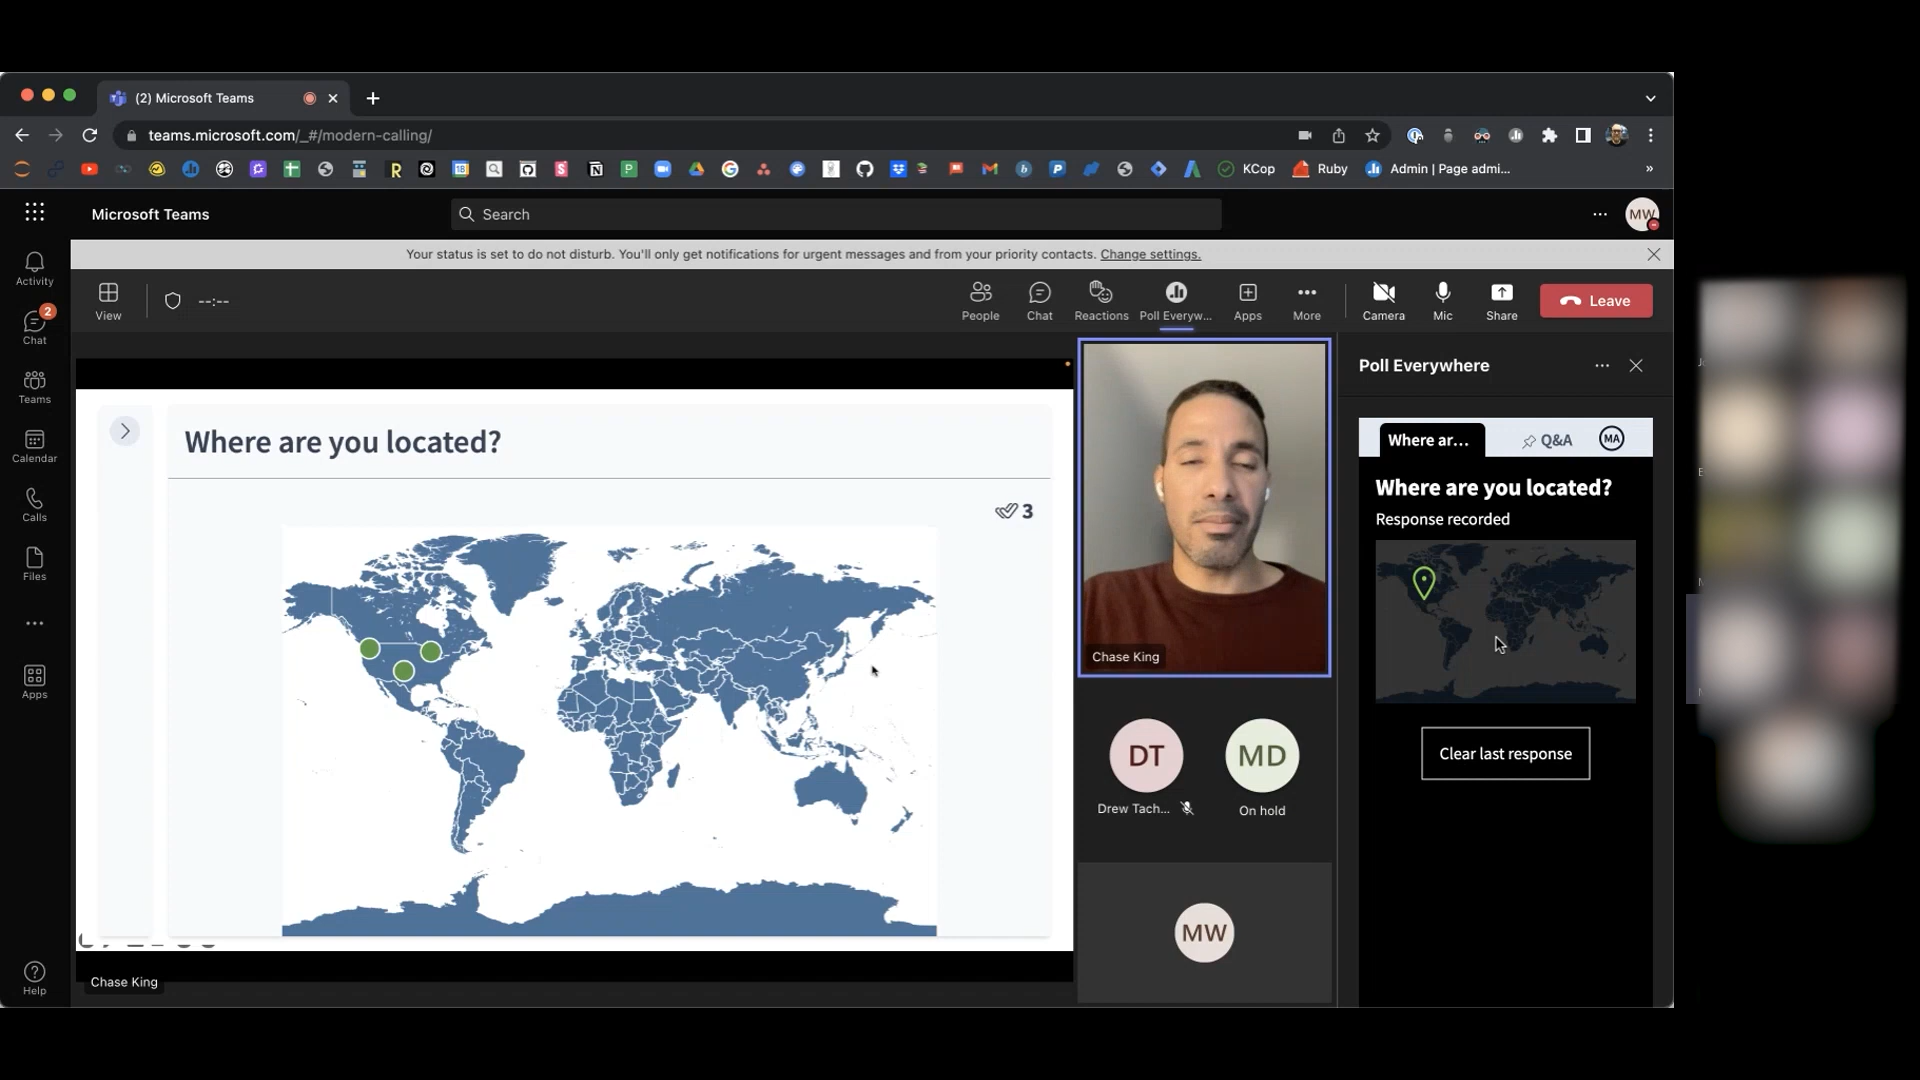 (2) Microsoft Teams
teams.microsoft.com/_#/modern-calling/
KCop
Ruby
Admin | Page admi...
»
Microsoft Teams
Search
MW
Your status is set to do not disturb. You'll only get notifications for urgent messages and from your priority contacts. Change settings.
Activity
2
Chat
Teams
Calendar
Calls
Files
Apps
Help
View
--:--
People
Chat
Reactions
Poll Everyw...
Apps
More
Camera
Mic
Share
Leave
Where are you located?
3
Chase King
Chase King
DT
Drew Tach...
MD
On hold
MW
Poll Everywhere
Where ar...
Q&A
MA
Where are you located?
Response recorded
Clear last response